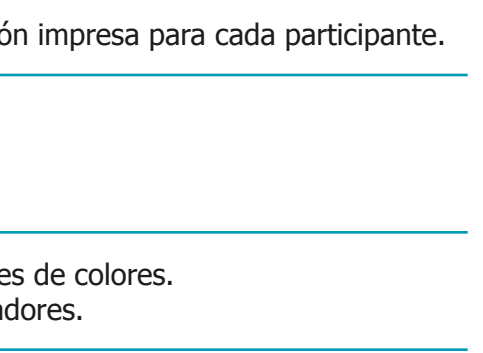 ón impresa para cada participante.
es de colores.
adores.